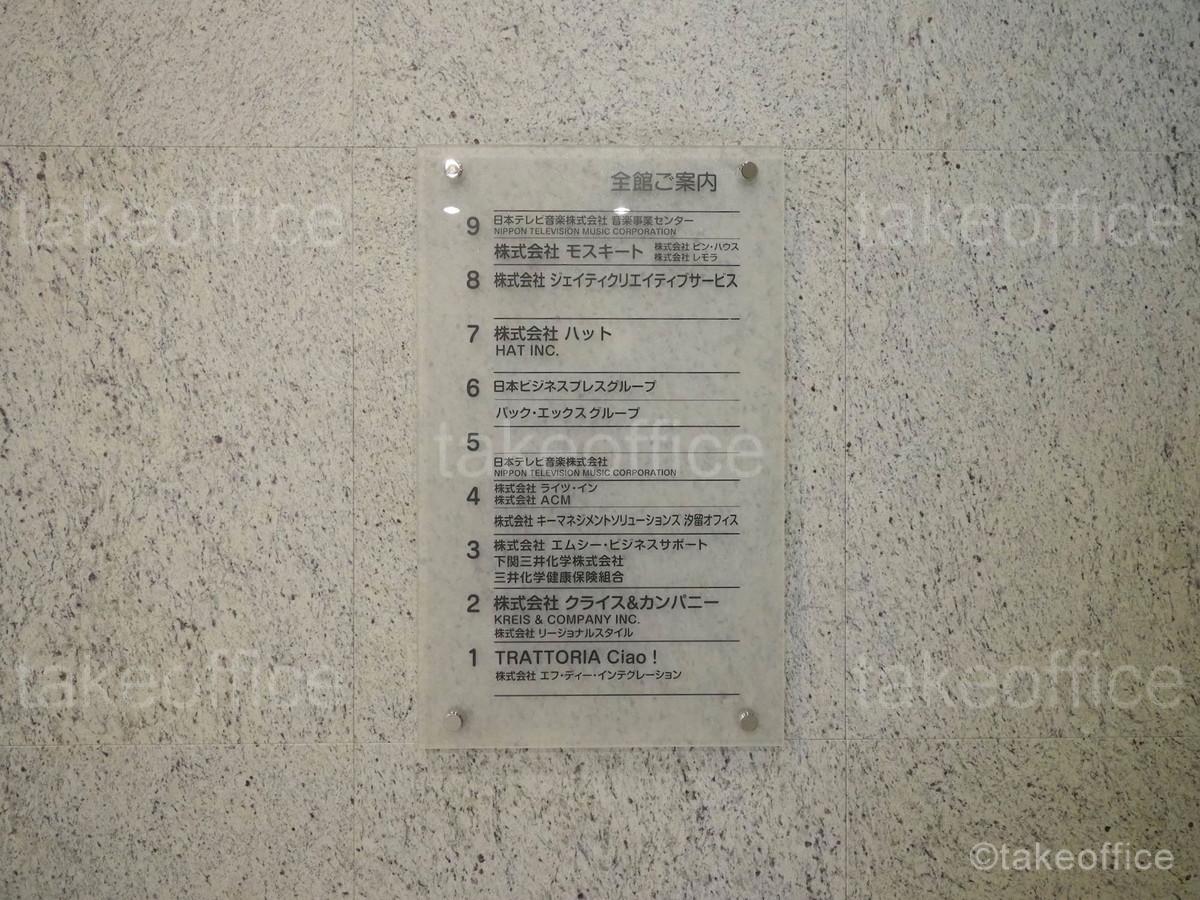 全館ご案内
9 日本テレビ音楽株式会社 音楽事業センター
NIPPON TELEVISION MUSIC CORPORATION
株式会社 モスキート 株式会社 ピン・ハウス
株式会社 レモラ
8 株式会社 ジェイティクリエイティブサービス
7 株式会社 ハット
HAT INC.
6 日本ビジネスプレスグループ
パック・エックスグループ
5
日本テレビ音楽株式会社
NIPPON TELEVISION MUSIC CORPORATION
4 株式会社 ライツ・イン
株式会社 ACM
株式会社 キーマネジメントソリューションズ 汐留オフィス
3 株式会社 エムシー・ビジネスサポート
下関三井化学株式会社
三井化学健康保険組合
2 株式会社 クライス&カンパニー
KREIS & COMPANY INC.
株式会社 リージョナルスタイル
1 TRATTORIA Ciao !
株式会社 エフ・ディー・インテグレーション
takeoffice
takeoffice
takeoffice
takeoffice
takeoffice
©takeoffice